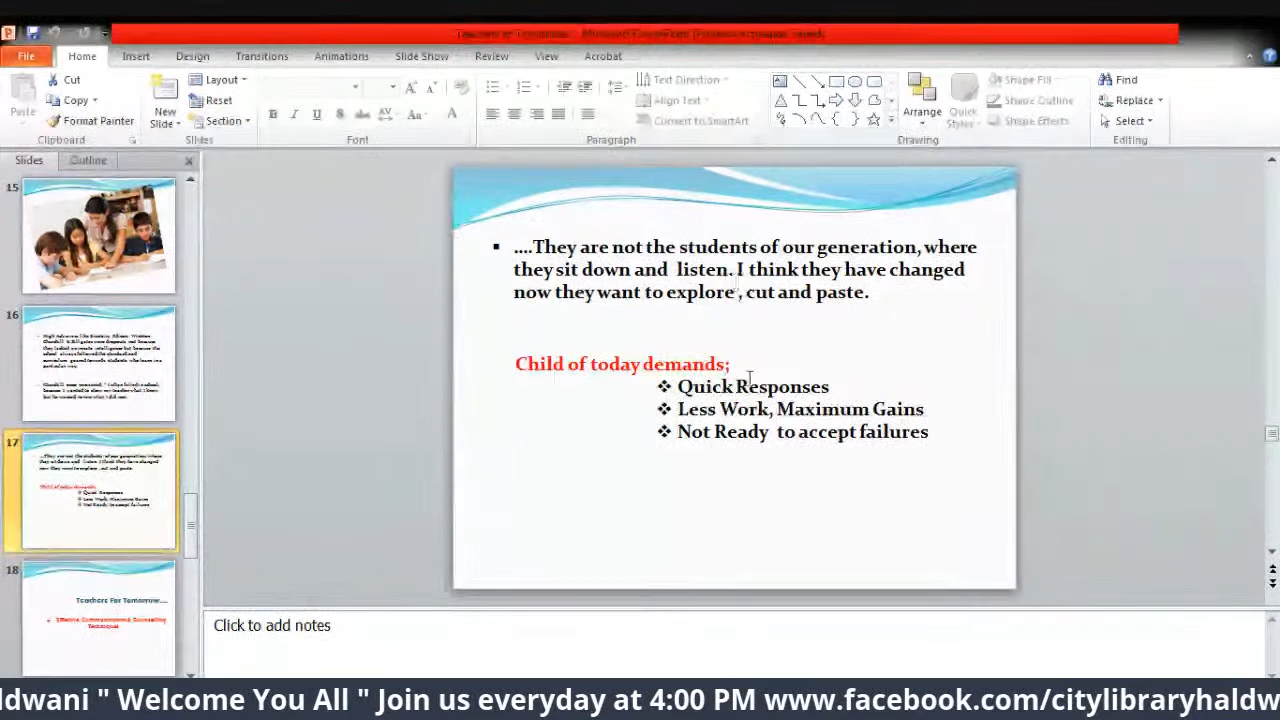 File Home Insert Design Transitions Animations Slide Show Review View Acrobat
Paste
Cut
Copy
Format Painter
Clipboard
New Slide
Layout
Reset
Section
Slides
B I U S abc AV Aa A
Font
Text Direction
Align Text
Convert to SmartArt
Paragraph
Arrange
Quick Styles
Shape Fill
Shape Outline
Shape Effects
Drawing
Find
Replace
Select
Editing
Slides Outline
15
16
17
18
Teachers For Tomorrow....
....They are not the students of our generation, where
they sit down and listen. I think they have changed
now they want to explore , cut and paste.
Child of today demands;
❖ Quick Responses
❖ Less Work, Maximum Gains
❖ Not Ready to accept failures
Click to add notes
ldwani " Welcome You All " Join us everyday at 4:00 PM www.facebook.com/citylibraryhaldw